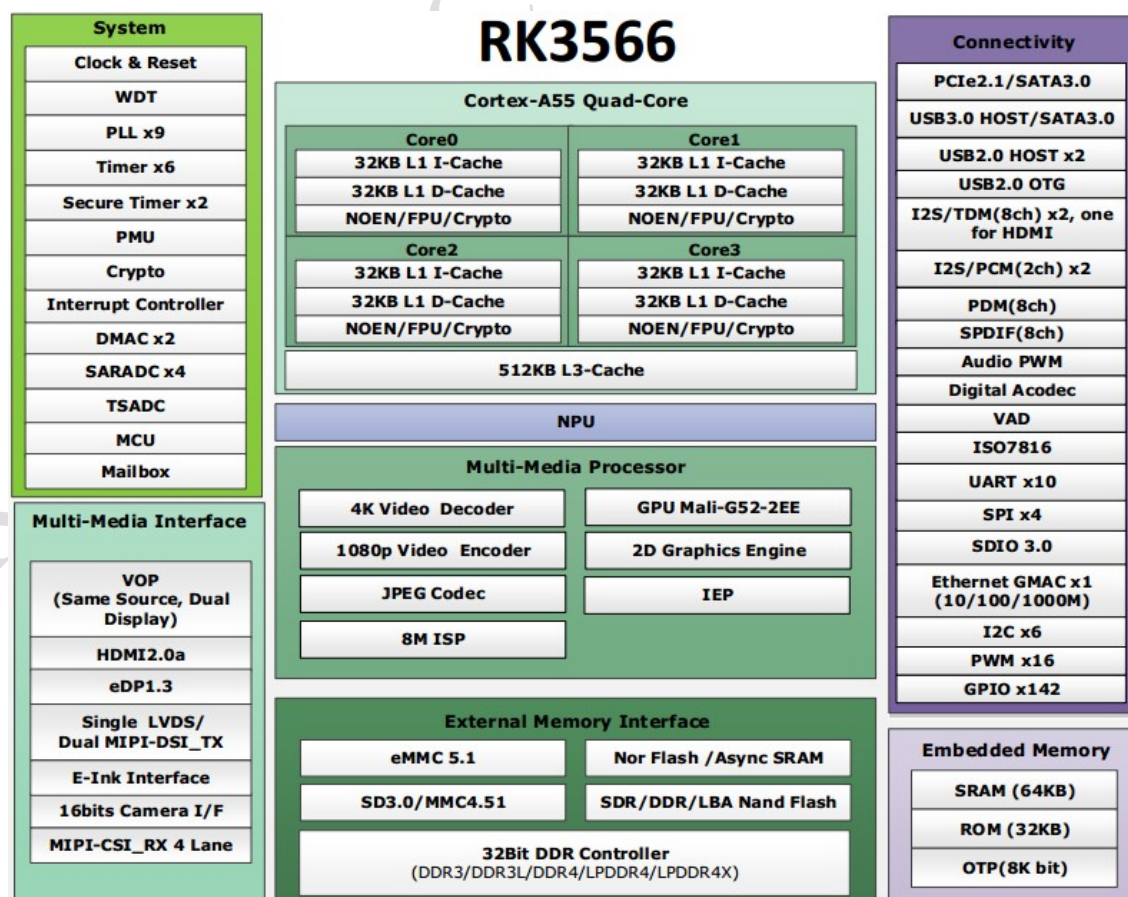 RK3566
System
Clock & Reset
WDT
PLL x9
Timer x6
Secure Timer x2
PMU
Crypto
Interrupt Controller
DMAC x2
SARADC x4
TSADC
MCU
Mailbox
Multi-Media Interface
VOP
(Same Source, Dual
Display)
HDMI2.0a
eDP1.3
Single LVDS/
Dual MIPI-DSI_TX
E-Ink Interface
16bits Camera I/F
MIPI-CSI_RX 4 Lane
Cortex-A55 Quad-Core
Core0
32KB L1 I-Cache
32KB L1 D-Cache
NOEN/FPU/Crypto
Core1
32KB L1 I-Cache
32KB L1 D-Cache
NOEN/FPU/Crypto
Core2
32KB L1 I-Cache
32KB L1 D-Cache
NOEN/FPU/Crypto
Core3
32KB L1 I-Cache
32KB L1 D-Cache
NOEN/FPU/Crypto
512KB L3-Cache
NPU
Multi-Media Processor
4K Video Decoder
1080p Video Encoder
JPEG Codec
8M ISP
GPU Mali-G52-2EE
2D Graphics Engine
IEP
External Memory Interface
eMMC 5.1
Nor Flash /Async SRAM
SD3.0/MMC4.51
SDR/DDR/LBA Nand Flash
32Bit DDR Controller
(DDR3/DDR3L/DDR4/LPDDR4/LPDDR4X)
Connectivity
PCIe2.1/SATA3.0
USB3.0 HOST/SATA3.0
USB2.0 HOST x2
USB2.0 OTG
I2S/TDM(8ch) x2, one
for HDMI
I2S/PCM(2ch) x2
PDM(8ch)
SPDIF(8ch)
Audio PWM
Digital Acodec
VAD
ISO7816
UART x10
SPI x4
SDIO 3.0
Ethernet GMAC x1
(10/100/1000M)
I2C x6
PWM x16
GPIO x142
Embedded Memory
SRAM (64KB)
ROM (32KB)
OTP(8K bit)